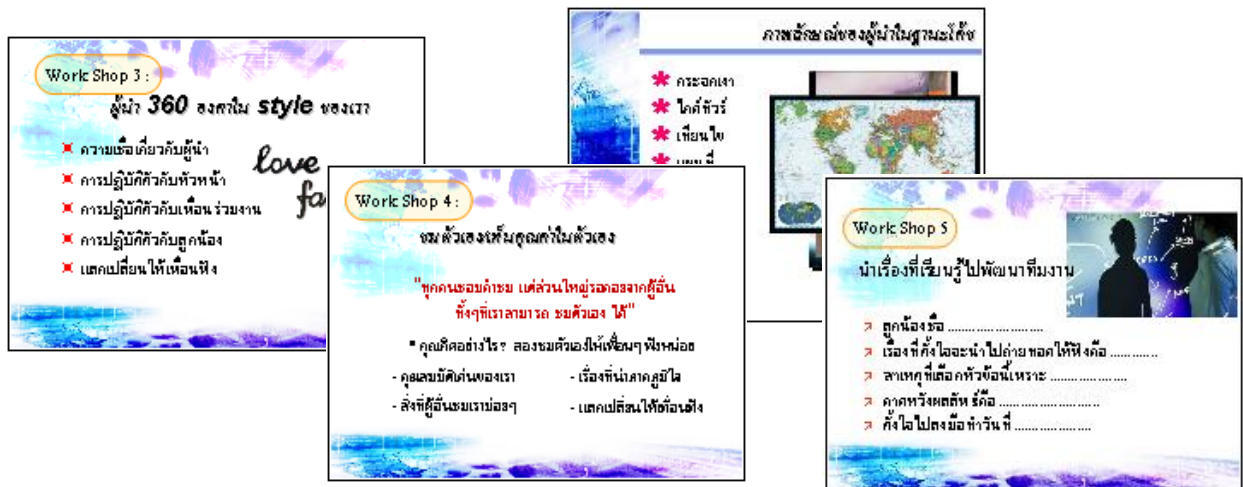 Work Shop 3 :
ผู้นำ 360 องศาใน style ของเรา
ความเชื่อเกี่ยวกับผู้นำ
การปฏิบัติตัวกับหัวหน้า
การปฏิบัติตัวกับเพื่อนร่วมงาน
การปฏิบัติตัวกับลูกน้อง
แลกเปลี่ยนให้เพื่อนฟัง
love
fa
ภาพลักษณ์ของผู้นำในฐานะโค้ช
กระจกเงา
ไกด์ทัวร์
เทียนไข
แผนที่
Work Shop 4 :
ชมตัวเองเห็นคุณค่าในตัวเอง
"ทุกคนชอบคำชม แต่ส่วนใหญ่รอคอยจากผู้อื่น
ทั้งๆที่เราสามารถ ชมตัวเอง ได้"
คุณคิดอย่างไร? ลองชมตัวเองให้เพื่อนๆ ฟังหน่อย
- คุณสมบัติเด่นของเรา
- เรื่องที่น่าภาคภูมิใจ
- สิ่งที่ผู้อื่นชมเราบ่อยๆ
- แลกเปลี่ยนให้เพื่อนฟัง
Work Shop 5
นำเรื่องที่เรียนรู้ไปพัฒนาทีมงาน
ลูกน้องชื่อ ........................
เรื่องที่ตั้งใจจะนำไปถ่ายทอดให้ฟังคือ ............
สาเหตุที่เลือกหัวข้อนี้เพราะ ...................
คาดหวังผลลัพธ์คือ .........................
ตั้งใจไปลงมือทำวันที่ ...................